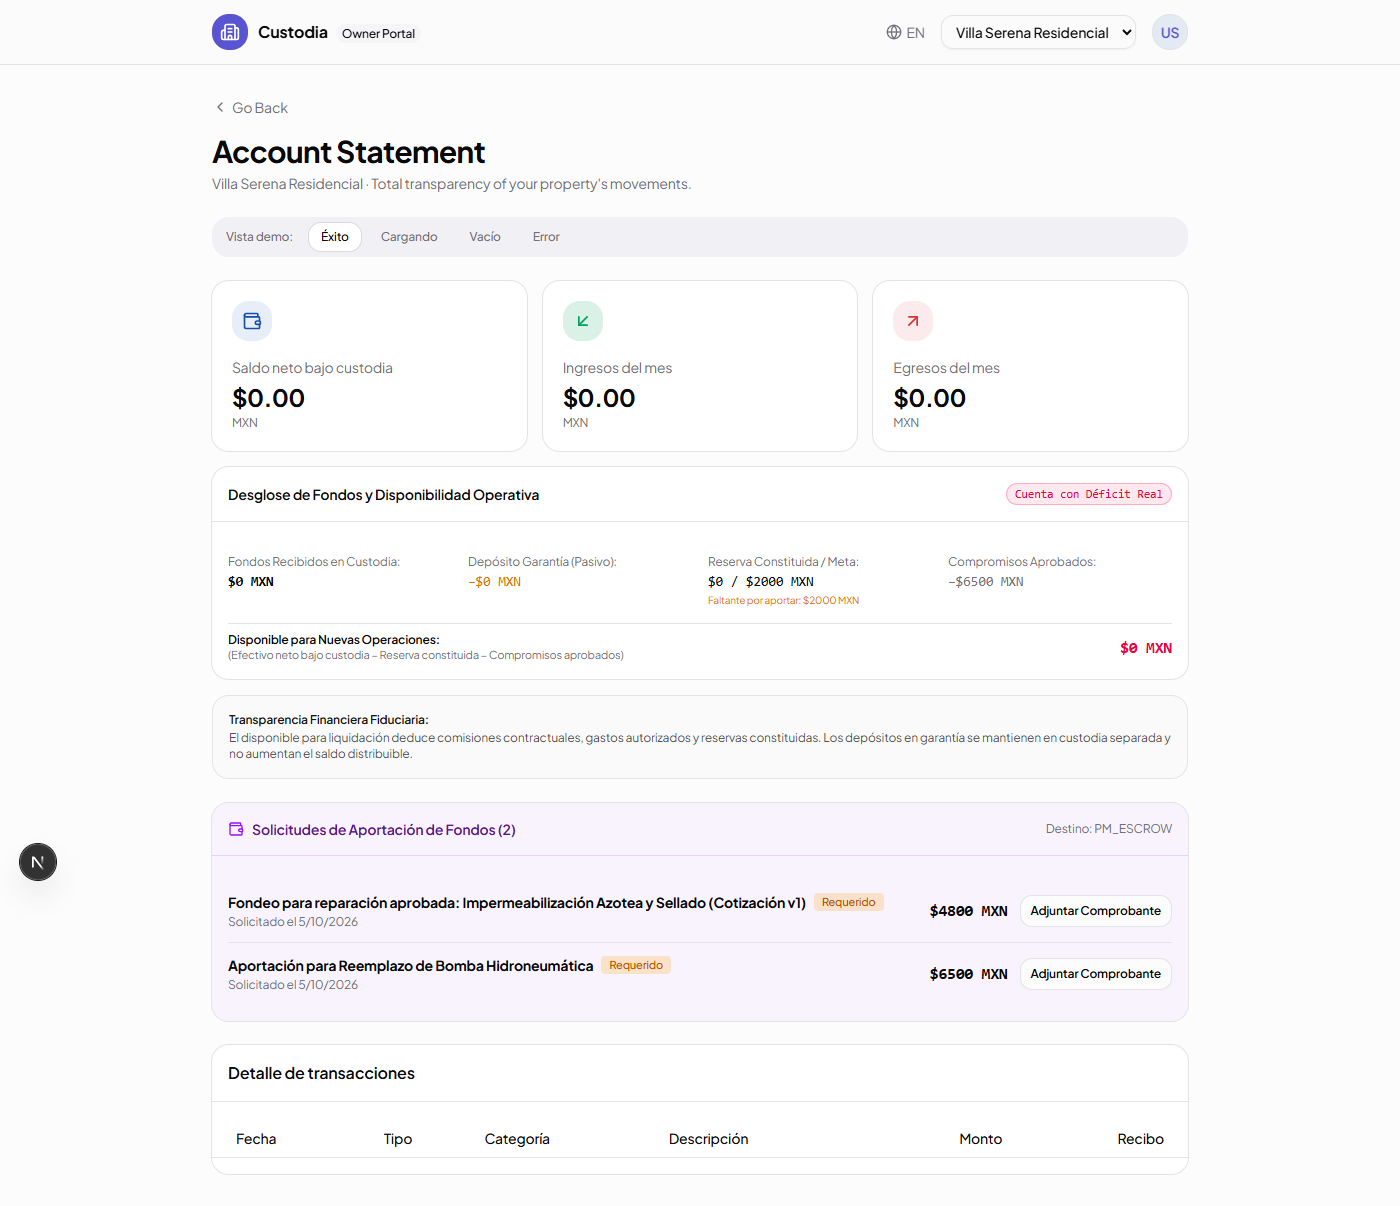 Custodia
Owner Portal
EN
Villa Serena Residencial
US
Go Back
Account Statement
Villa Serena Residencial · Total transparency of your property's movements.
Vista demo:
Éxito
Cargando
Vacío
Error
Saldo neto bajo custodia
$0.00
MXN
Ingresos del mes
$0.00
MXN
Egresos del mes
$0.00
MXN
Desglose de Fondos y Disponibilidad Operativa
Cuenta con Déficit Real
Fondos Recibidos en Custodia:
$0 MXN
Depósito Garantía (Pasivo):
-$0 MXN
Reserva Constituida / Meta:
$0 / $2000 MXN
Faltante por aportar: $2000 MXN
Compromisos Aprobados:
-$6500 MXN
Disponible para Nuevas Operaciones:
(Efectivo neto bajo custodia – Reserva constituida – Compromisos aprobados)
$0 MXN
Transparencia Financiera Fiduciaria:
El disponible para liquidación deduce comisiones contractuales, gastos autorizados y reservas constituidas. Los depósitos en garantía se mantienen en custodia separada y
no aumentan el saldo distribuible.
Solicitudes de Aportación de Fondos (2)
Destino: PM_ESCROW
Fondeo para reparación aprobada: Impermeabilización Azotea y Sellado (Cotización v1)
Requerido
Solicitado el 5/10/2026
$4800 MXN
Adjuntar Comprobante
Aportación para Reemplazo de Bomba Hidroneumática
Requerido
Solicitado el 5/10/2026
$6500 MXN
Adjuntar Comprobante
N
Detalle de transacciones
Fecha
Tipo
Categoría
Descripción
Monto
Recibo